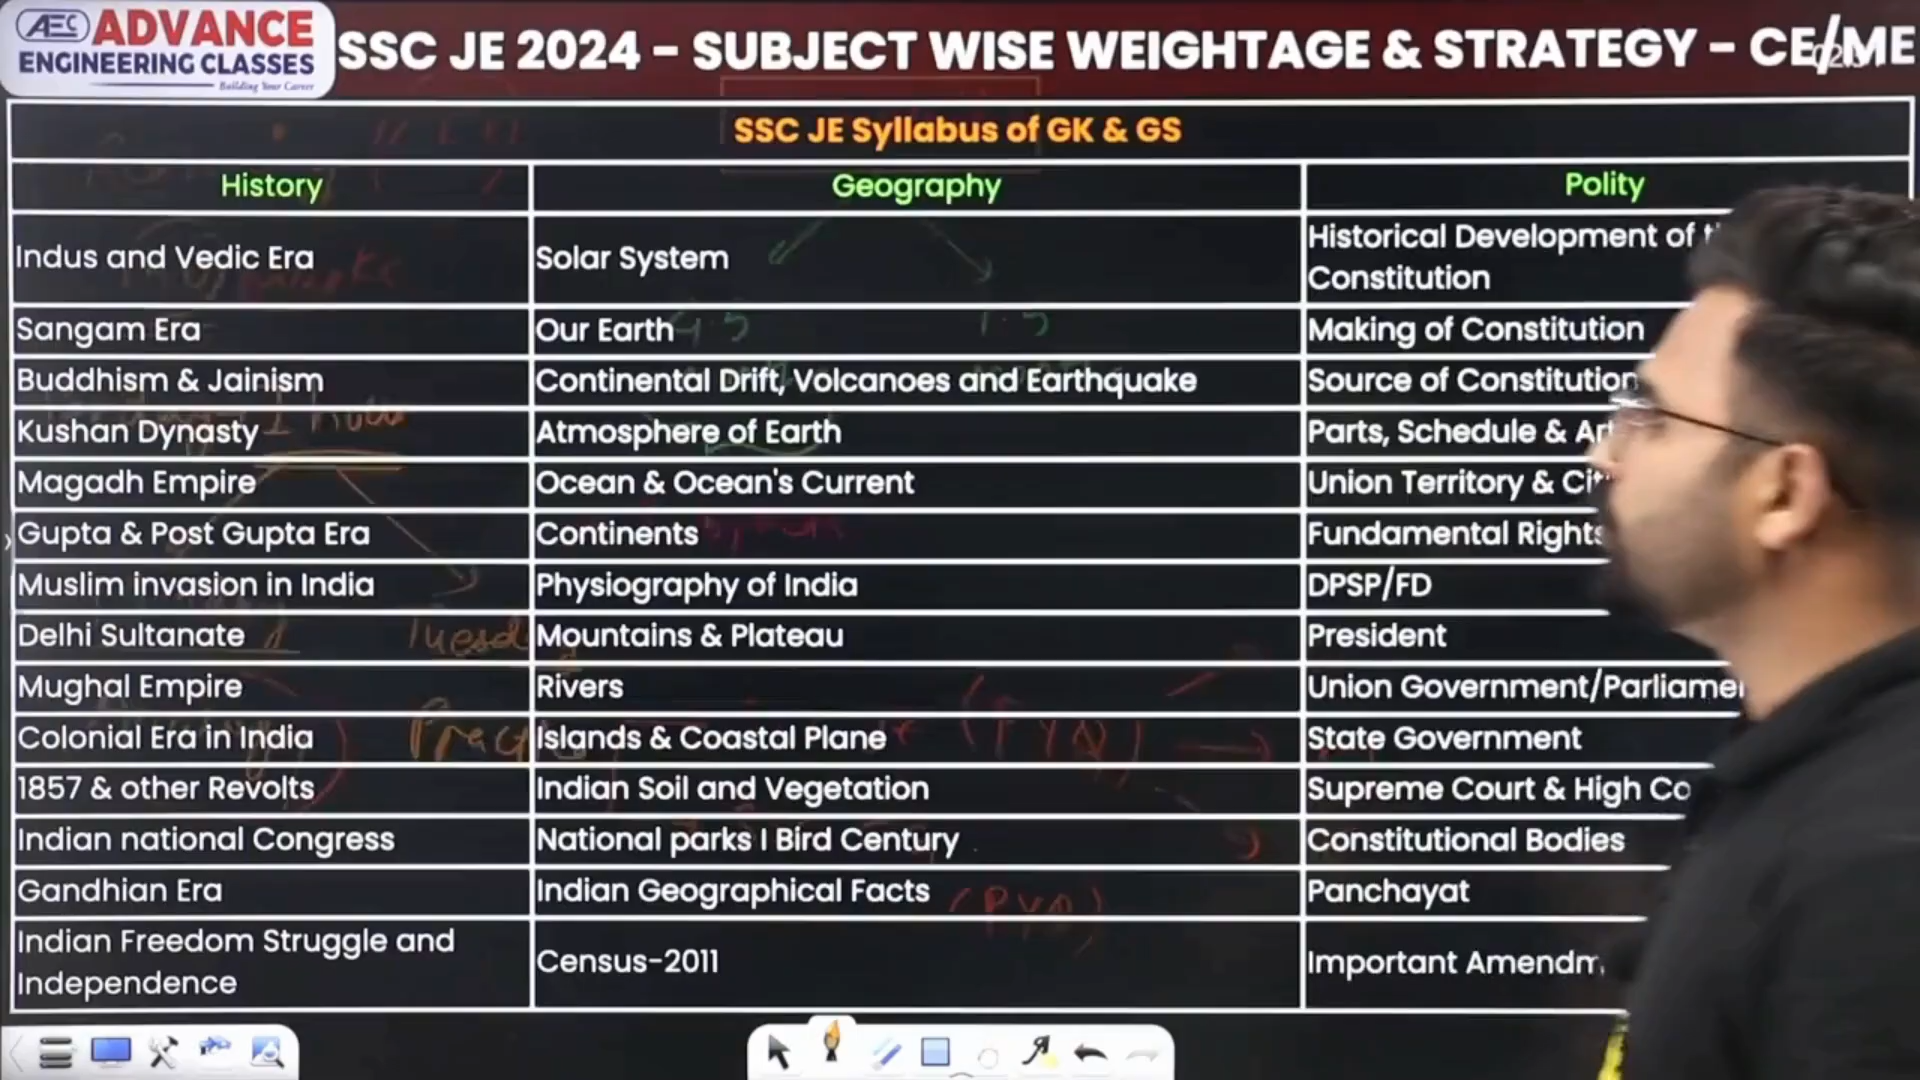 AEC ADVANCE
ENGINEERING CLASSES
Building Your Career
SSC JE 2024 - SUBJECT WISE WEIGHTAGE & STRATEGY - CE/ME
SSC JE Syllabus of GK & GS
History Geography Polity
Indus and Vedic Era Solar System Historical Development of
Constitution
Sangam Era Our Earth Making of Constitution
Buddhism & Jainism Continental Drift, Volcanoes and Earthquake Source of Constitution
Kushan Dynasty Atmosphere of Earth Parts, Schedule &
Magadh Empire Ocean & Ocean's Current Union Territory &
Gupta & Post Gupta Era Continents Fundamental Rights
Muslim invasion in India Physiography of India DPSP/FD
Delhi Sultanate Mountains & Plateau President
Mughal Empire Rivers Union Government/Parliame
Colonial Era in India Islands & Coastal Plane State Government
1857 & other Revolts Indian Soil and Vegetation Supreme Court & High Co
Indian national Congress National parks I Bird Century Constitutional Bodies
Gandhian Era Indian Geographical Facts (PYQ) Panchayat
Indian Freedom Struggle and
Independence Census-2011 Important Amendm